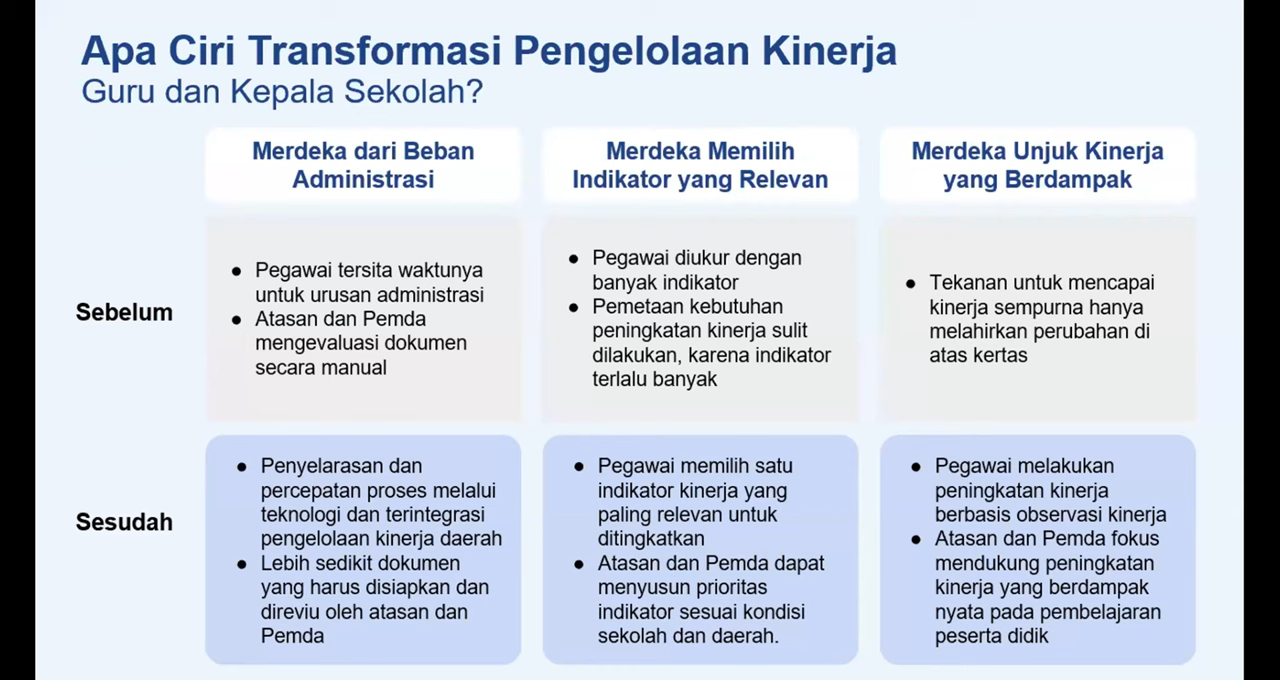 Apa Ciri Transformasi Pengelolaan Kinerja
Guru dan Kepala Sekolah?
Merdeka dari Beban
Administrasi
Merdeka Memilih
Indikator yang Relevan
Merdeka Unjuk Kinerja
yang Berdampak
Sebelum
● Pegawai tersita waktunya
untuk urusan administrasi
● Atasan dan Pemda
mengevaluasi dokumen
secara manual
● Pegawai diukur dengan
banyak indikator
● Pemetaan kebutuhan
peningkatan kinerja sulit
dilakukan, karena indikator
terlalu banyak
● Tekanan untuk mencapai
kinerja sempurna hanya
melahirkan perubahan di
atas kertas
Sesudah
● Penyelarasan dan
percepatan proses melalui
teknologi dan terintegrasi
pengelolaan kinerja daerah
● Lebih sedikit dokumen
yang harus disiapkan dan
direviu oleh atasan dan
Pemda
● Pegawai memilih satu
indikator kinerja yang
paling relevan untuk
ditingkatkan
● Atasan dan Pemda dapat
menyusun prioritas
indikator sesuai kondisi
sekolah dan daerah.
● Pegawai melakukan
peningkatan kinerja
berbasis observasi kinerja
● Atasan dan Pemda fokus
mendukung peningkatan
kinerja yang berdampak
nyata pada pembelajaran
peserta didik